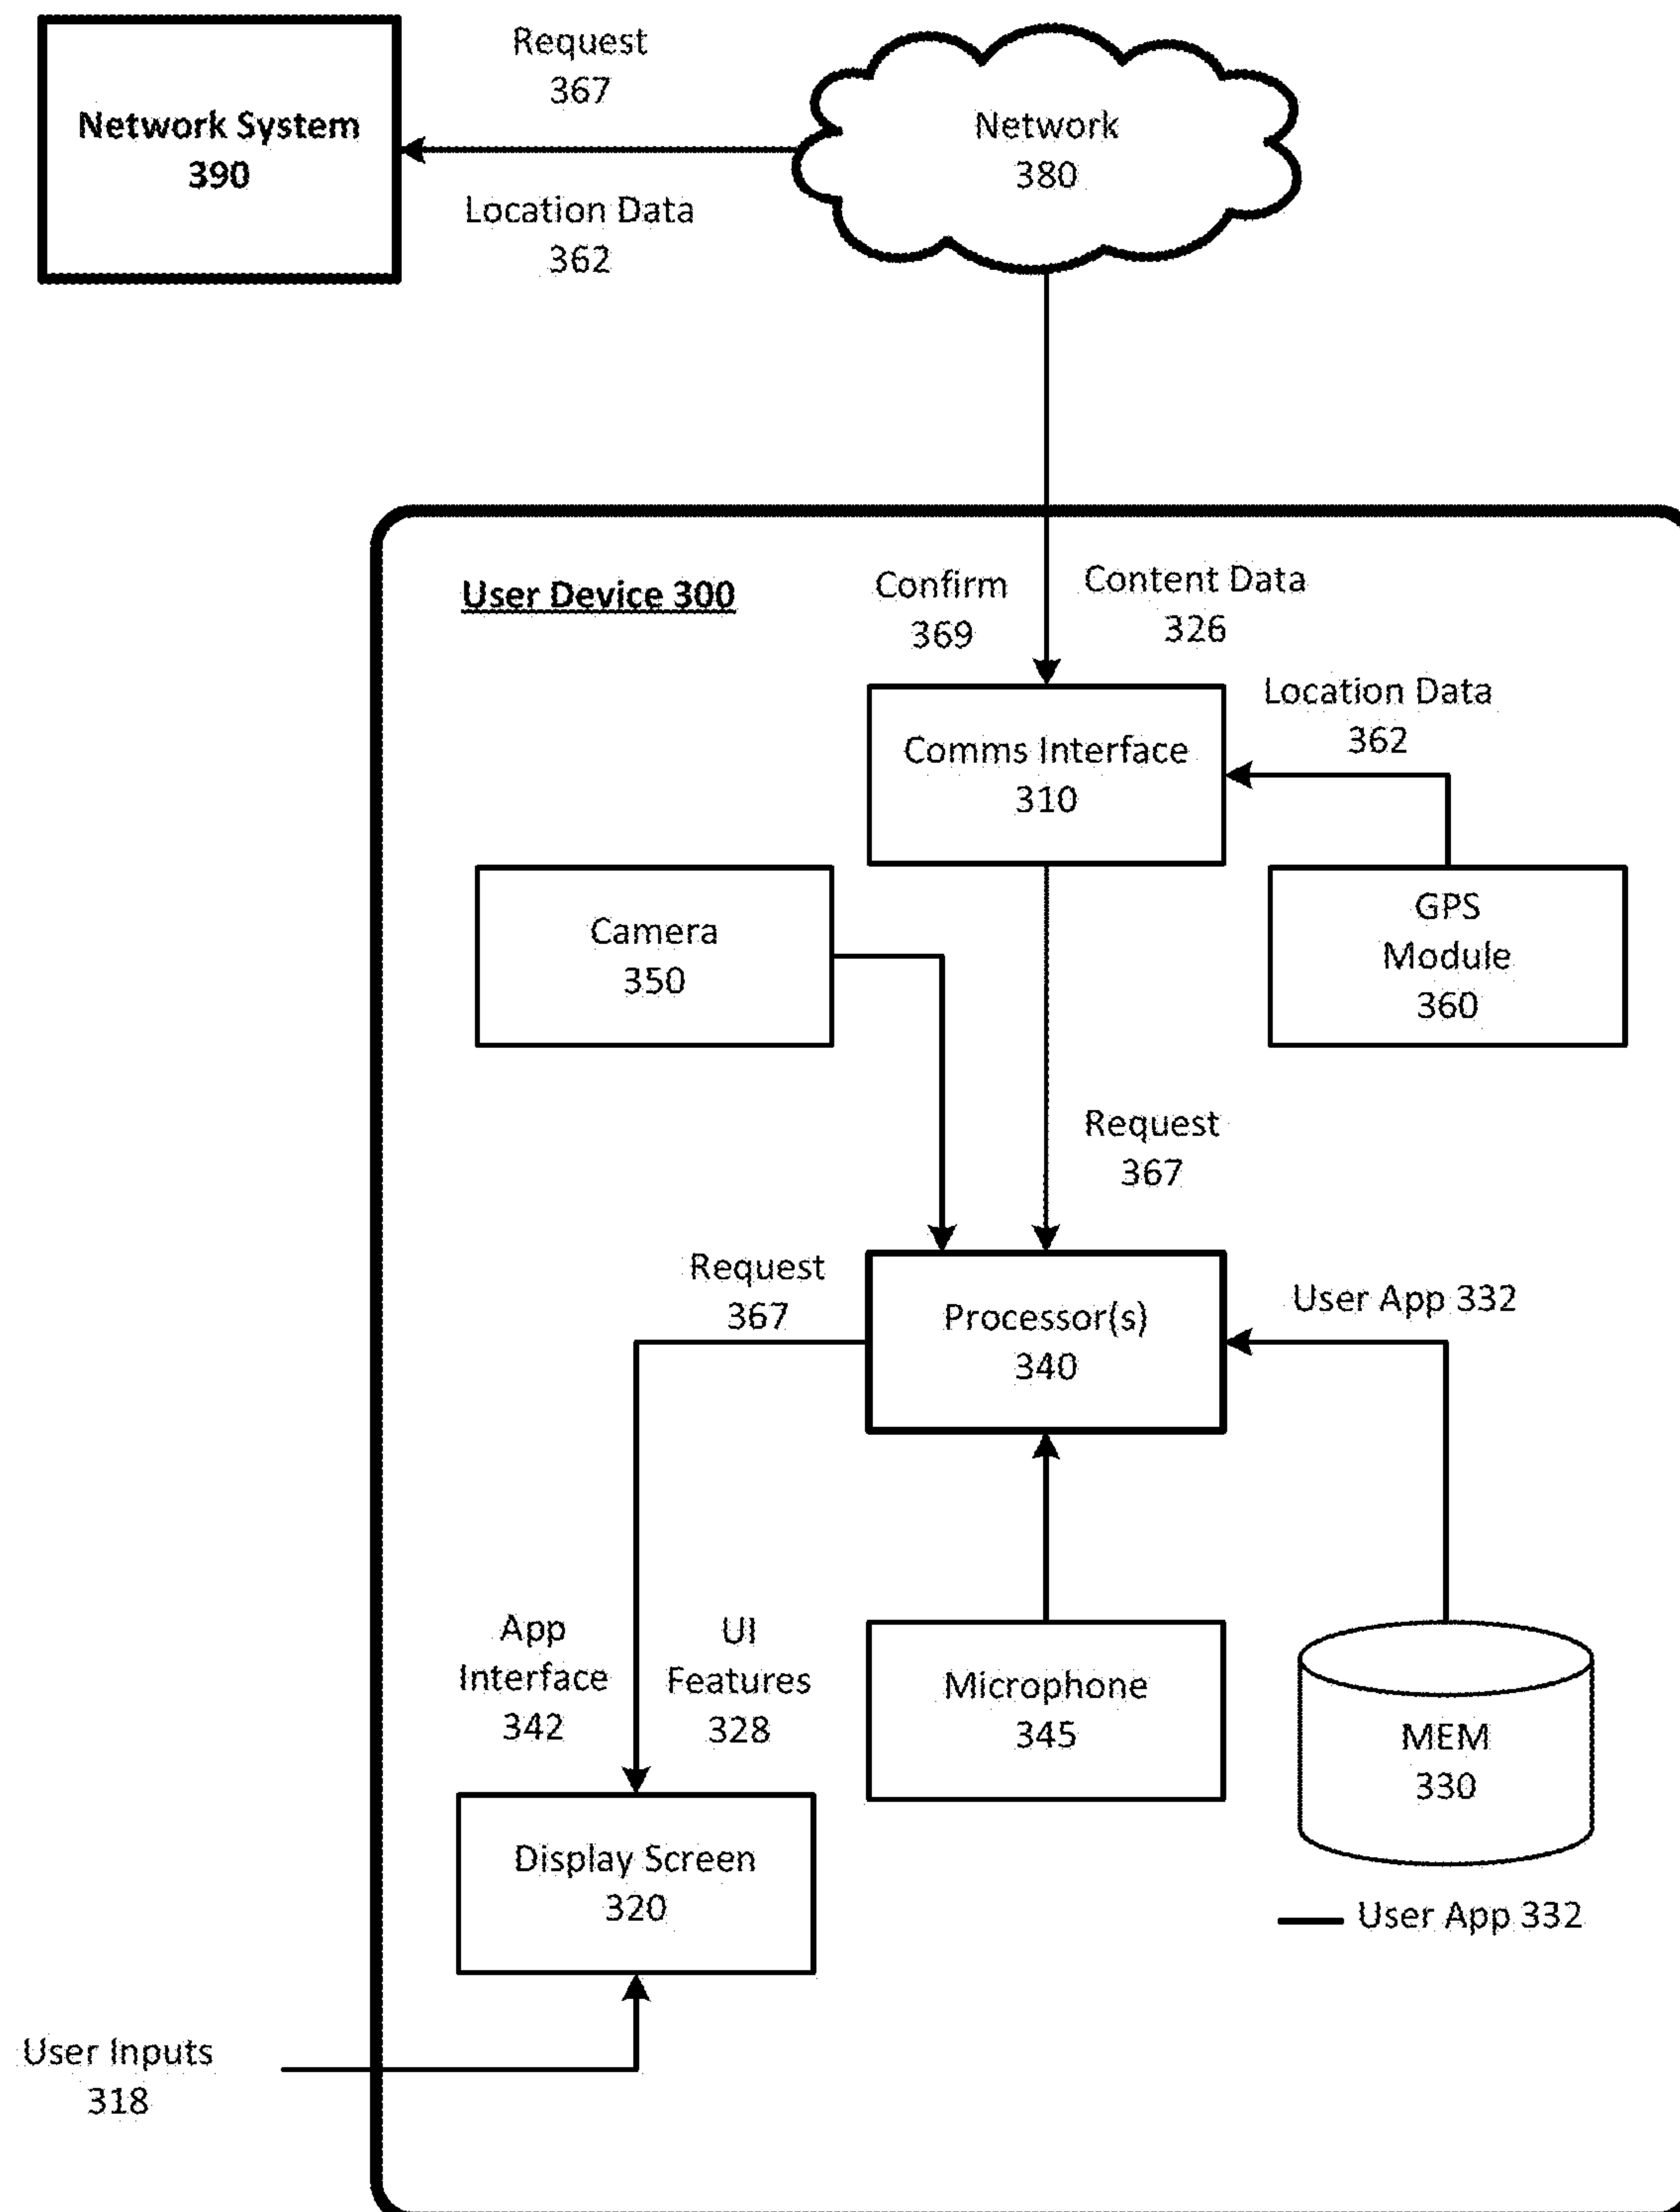 Request
367
Network System
390
Network
380
Location Data
362
User Device 300
Confirm
369
Content Data
326
Location Data
362
Comms Interface
310
Camera
350
GPS
Module
360
Request
367
Request
367
Processor(s)
340
User App 332
App
Interface
342
UI
Features
328
Microphone
345
MEM
330
Display Screen
320
User App 332
User Inputs
318